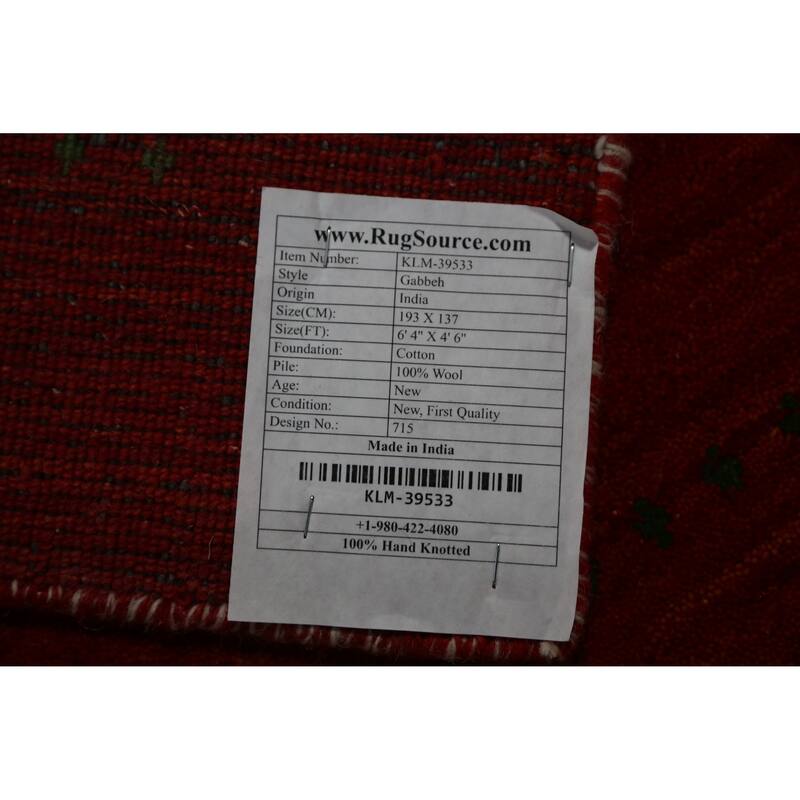 www.RugSource.com
Item Number: KLM-39533
Style Gabbeh
Origin India
Size(CM): 193 X 137
Size(FT): 6' 4" X 4' 6"
Foundation: Cotton
Pile: 100% Wool
Age: New
Condition: New, First Quality
Design No.: 715
Made in India
KLM-39533
+1-980-422-4080
100% Hand Knotted